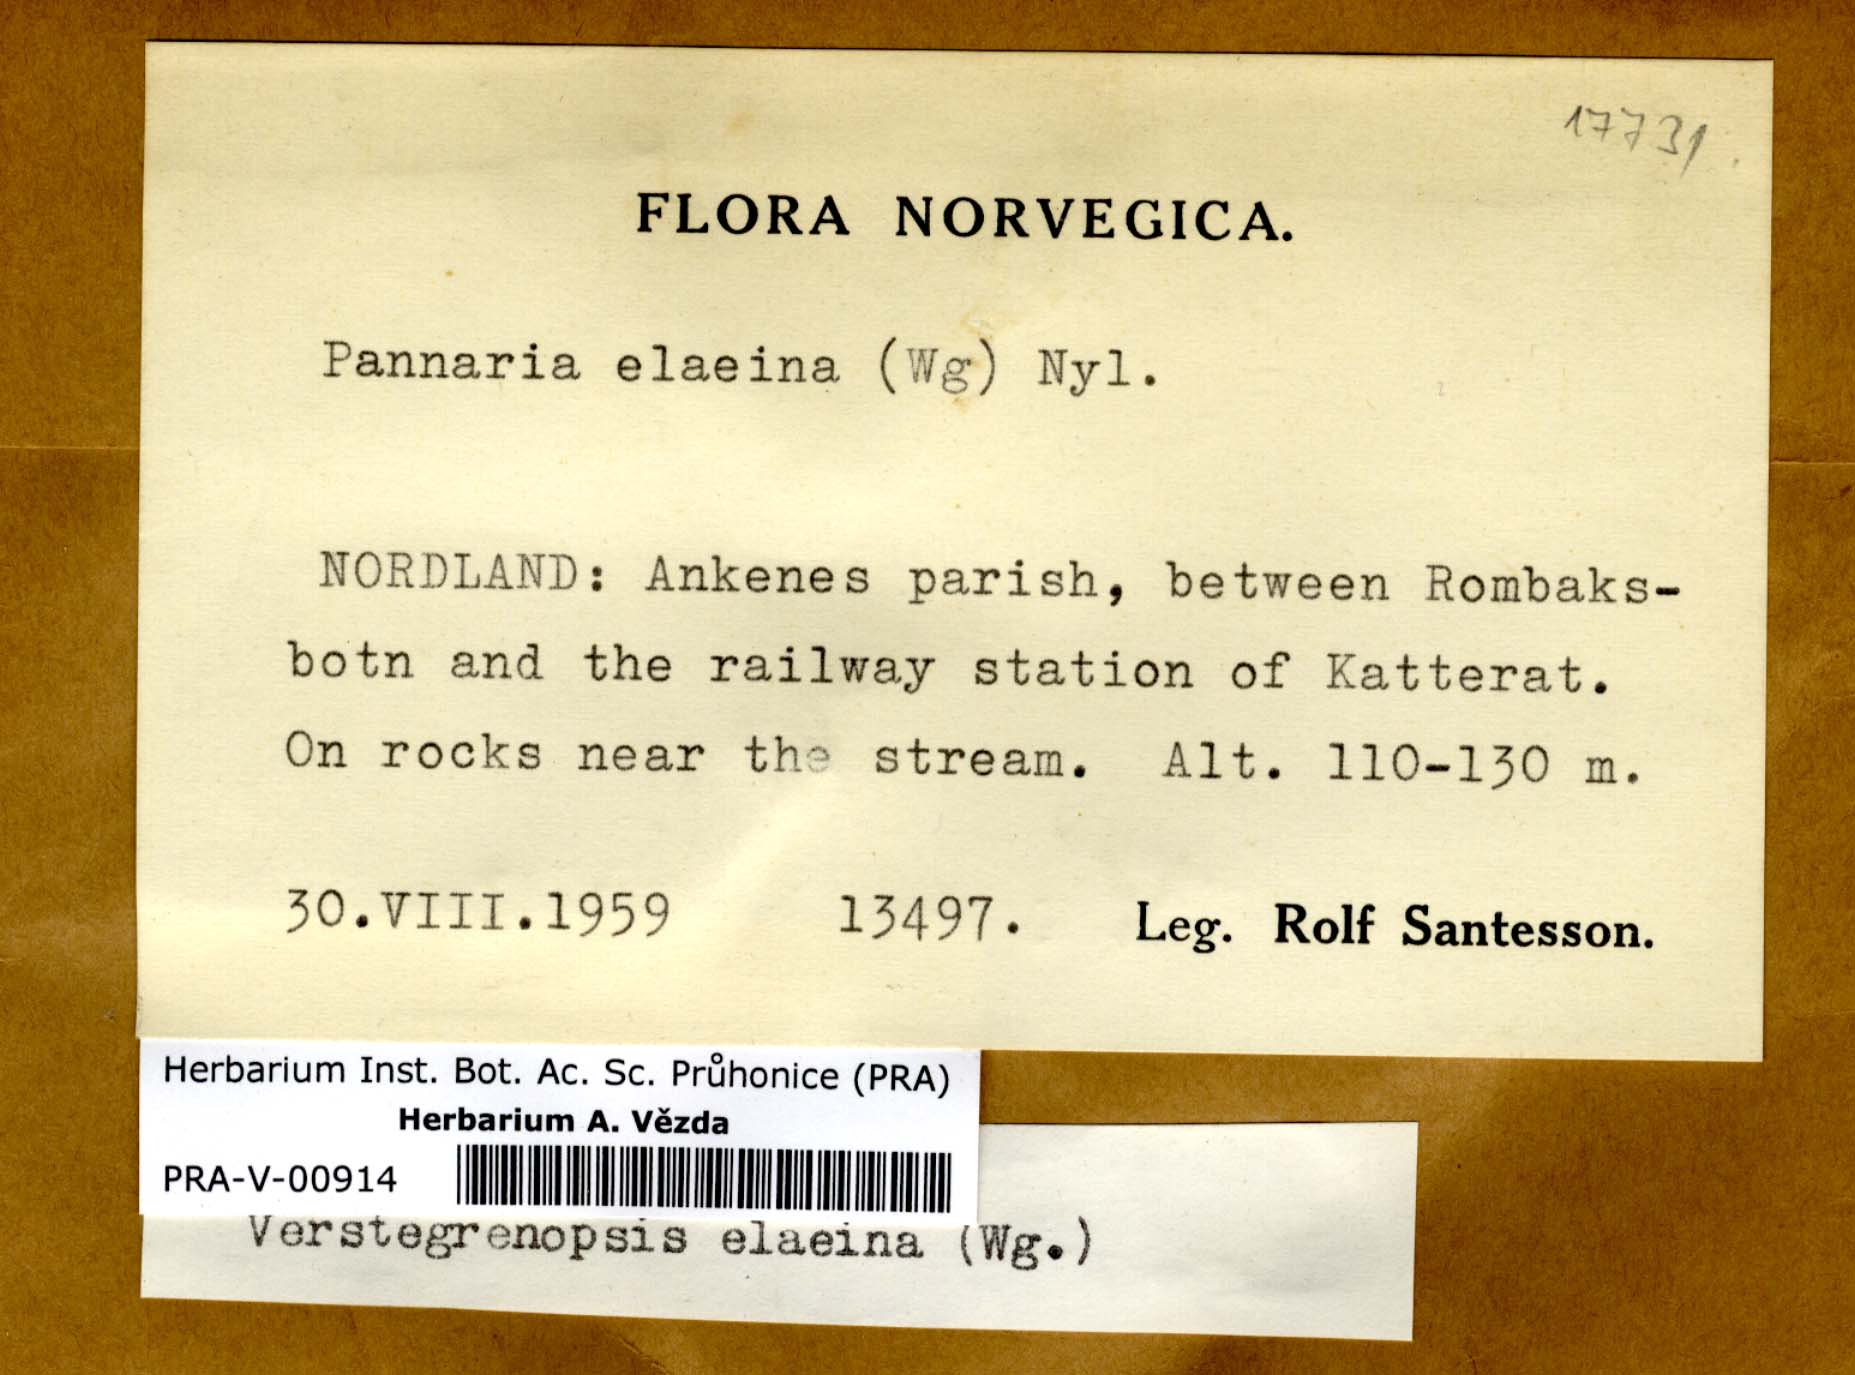 17731
FLORA NORVEGICA.
Pannaria elaeina (Wg) Nyl.
NORDLAND: Ankenes parish, between Rombaks-
botn and the railway station of Katterat.
On rocks near the stream. Alt. 110-130 m.
30.VIII.1959 13497. Leg. Rolf Santesson.
Herbarium Inst. Bot. Ac. Sc. Průhonice (PRA)
Herbarium A. Vězda
PRA-V-00914
Verstegrenopsis elaeina (Wg.)